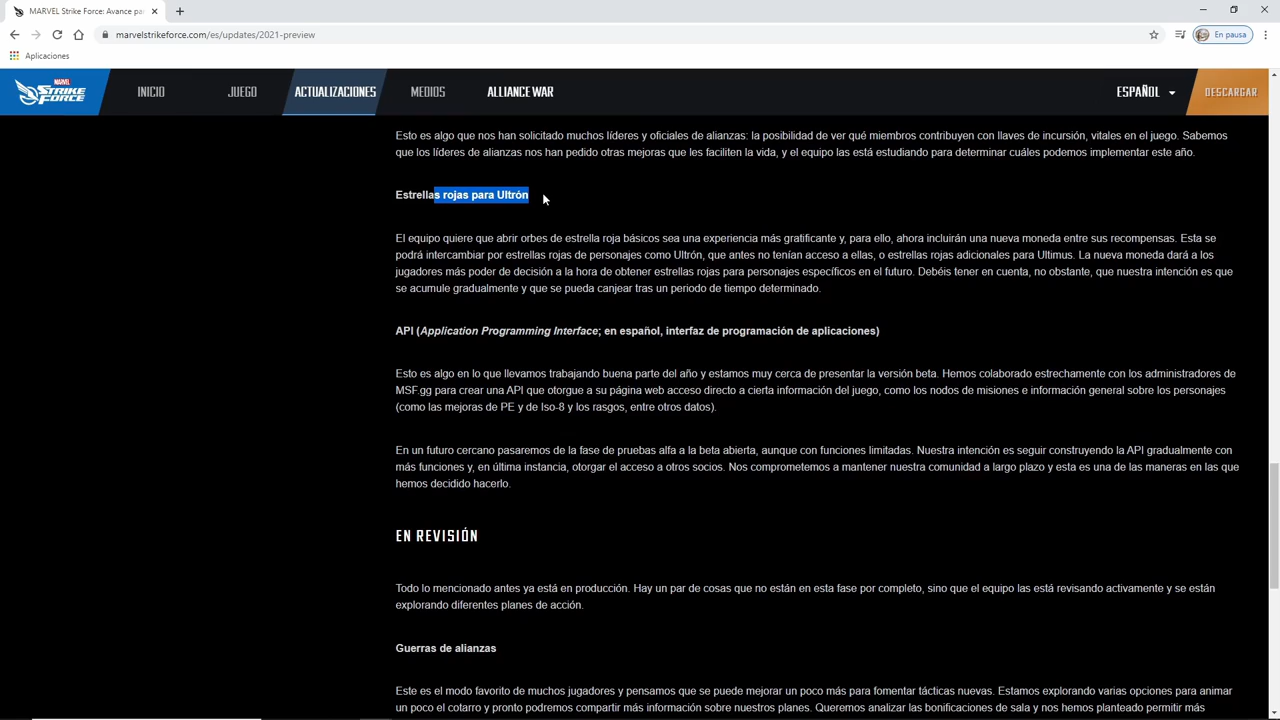 MARVEL Strike Force: Avance pa
marvelstrikeforce.com/es/updates/2021-preview
En pausa
Aplicaciones
MARVEL
STRIKE
FORCE
INICIO
JUEGO
ACTUALIZACIONES
MEDIOS
ALLIANCE WAR
ESPAÑOL
DESCARGAR
Esto es algo que nos han solicitado muchos líderes y oficiales de alianzas: la posibilidad de ver qué miembros contribuyen con llaves de incursión, vitales en el juego. Sabemos
que los líderes de alianzas nos han pedido otras mejoras que les faciliten la vida, y el equipo las está estudiando para determinar cuáles podemos implementar este año.
Estrellas rojas para Ultrón
El equipo quiere que abrir orbes de estrella roja básicos sea una experiencia más gratificante y, para ello, ahora incluirán una nueva moneda entre sus recompensas. Esta se
podrá intercambiar por estrellas rojas de personajes como Ultrón, que antes no tenían acceso a ellas, o estrellas rojas adicionales para Ultimus. La nueva moneda dará a los
jugadores más poder de decisión a la hora de obtener estrellas rojas para personajes específicos en el futuro. Debéis tener en cuenta, no obstante, que nuestra intención es que
se acumule gradualmente y que se pueda canjear tras un periodo de tiempo determinado.
API (Application Programming Interface; en español, interfaz de programación de aplicaciones)
Esto es algo en lo que llevamos trabajando buena parte del año y estamos muy cerca de presentar la versión beta. Hemos colaborado estrechamente con los administradores de
MSF.gg para crear una API que otorgue a su página web acceso directo a cierta información del juego, como los nodos de misiones e información general sobre los personajes
(como las mejoras de PE y de Iso-8 y los rasgos, entre otros datos).
En un futuro cercano pasaremos de la fase de pruebas alfa a la beta abierta, aunque con funciones limitadas. Nuestra intención es seguir construyendo la API gradualmente con
más funciones y, en última instancia, otorgar el acceso a otros socios. Nos comprometemos a mantener nuestra comunidad a largo plazo y esta es una de las maneras en las que
hemos decidido hacerlo.
EN REVISIÓN
Todo lo mencionado antes ya está en producción. Hay un par de cosas que no están en esta fase por completo, sino que el equipo las está revisando activamente y se están
explorando diferentes planes de acción.
Guerras de alianzas
Este es el modo favorito de muchos jugadores y pensamos que se puede mejorar un poco más para fomentar tácticas nuevas. Estamos explorando varias opciones para animar
un poco el cotarro y pronto podremos compartir más información sobre nuestros planes. Queremos analizar las bonificaciones de sala y nos hemos planteado permitir más